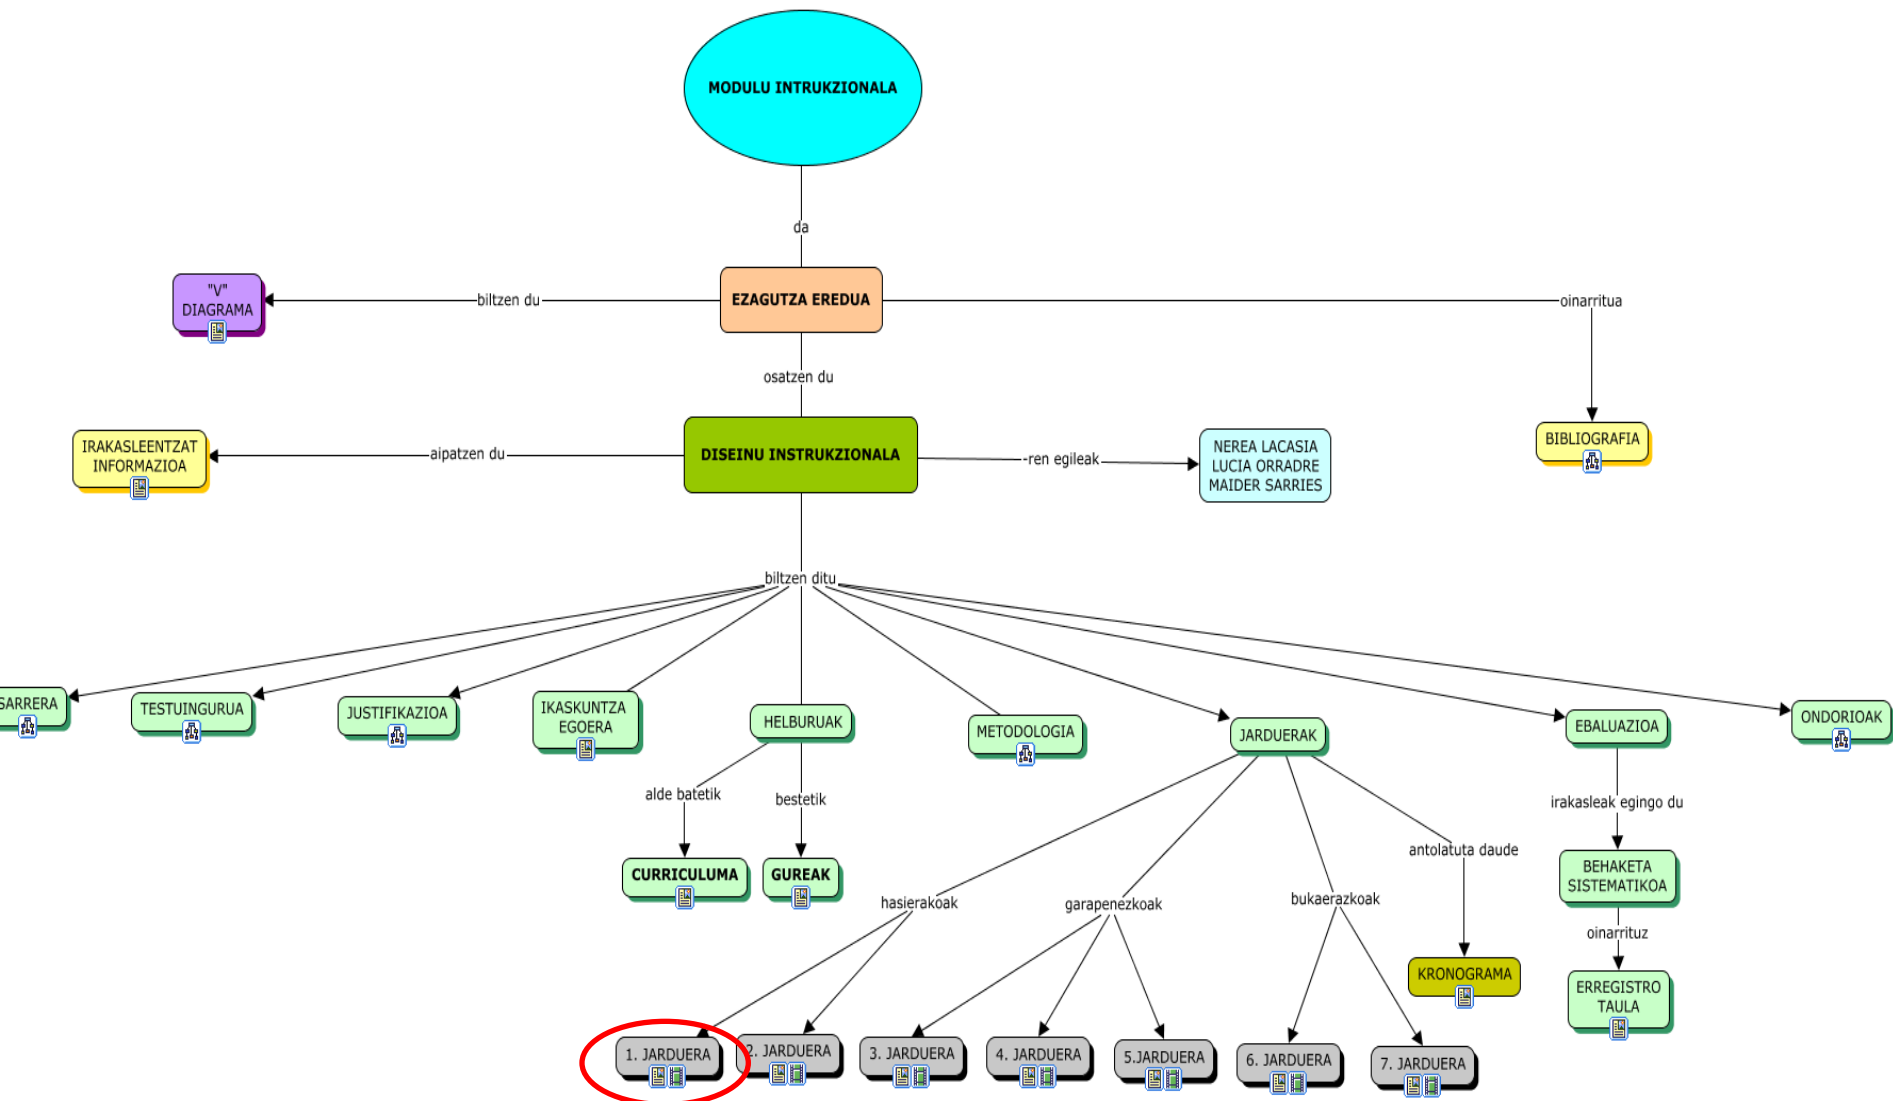 MODULU INTRUKZIONALA
da
"V"
DIAGRAMA
biltzen du
EZAGUTZA EREDUA
oinarritua
osatzen du
IRAKASLEENTZAT
INFORMAZIOA
aipatzen du
DISEINU INSTRUKZIONALA
-ren egileak
NEREA LACASIA
LUCIA ORRADRE
MAIDER SARRIES
BIBLIOGRAFIA
biltzen ditu
SARRERA
TESTUINGURUA
JUSTIFIKAZIOA
IKASKUNTZA
EGOERA
HELBURUAK
METODOLOGIA
JARDUERAK
EBALUAZIOA
ONDORIOAK
alde batetik
bestetik
irakasleak egingo du
antolatuta daude
CURRICULUMA
GUREAK
BEHAKETA
SISTEMATIKOA
hasierakoak
garapenezkoak
bukaerazkoak
oinarrituz
KRONOGRAMA
ERREGISTRO
TAULA
1. JARDUERA
2. JARDUERA
3. JARDUERA
4. JARDUERA
5.JARDUERA
6. JARDUERA
7. JARDUERA